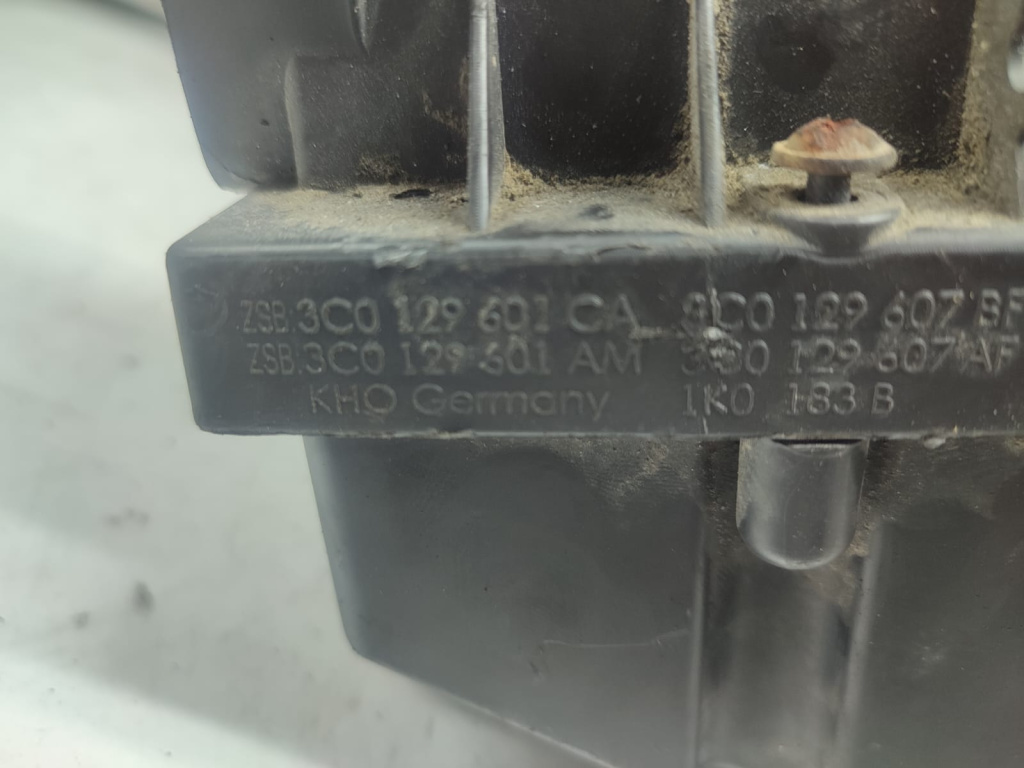 ZSB: 3C0 129 601 CA 3C0 129 607 BF
ZSB: 3C0 129 601 AM 3C0 129 607 AF
KHO Germany 1K0 183 B